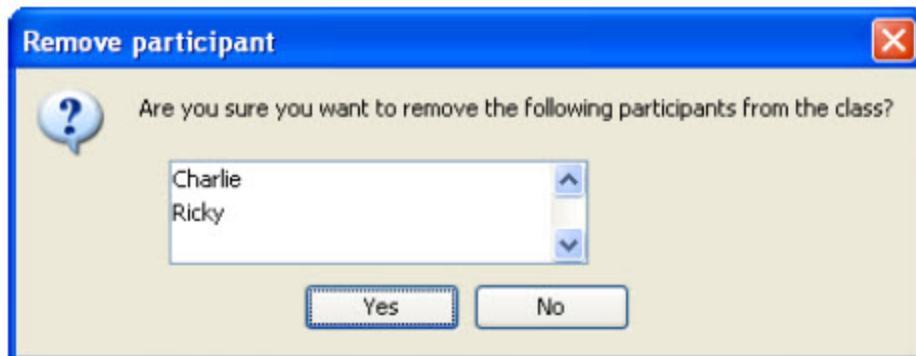 Remove participant
Are you sure you want to remove the following participants from the class?
Charlie
Ricky
Yes
No